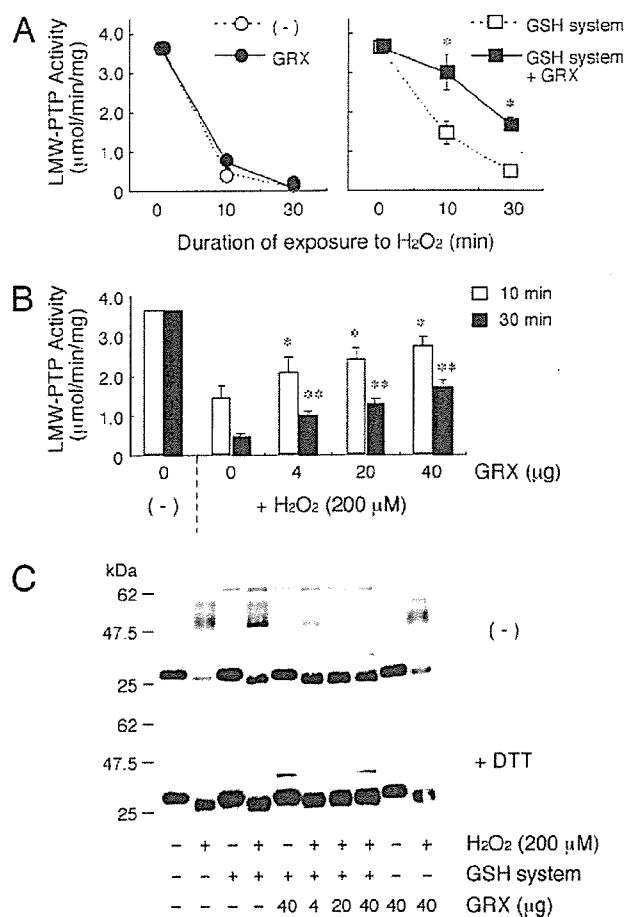 A
LMW-PTP Activity
(μmol/min/mg)
4.0
3.0
2.0
1.0
0
0 10 30
(-)
GRX
0 10 30
GSH system
GSH system
+ GRX
*
*
Duration of exposure to H₂O₂ (min)
B
LMW-PTP Activity
(μmol/min/mg)
4.0
3.0
2.0
1.0
0.0
10 min
30 min
* ** * ** * **
0 0 4 20 40 GRX (μg)
(-) + H₂O₂ (200 μM)
C
kDa
62
47.5
25
(-)
62
47.5
25
+ DTT
- + - + - + + + - + H₂O₂ (200 μM)
- - + + + + + + - - GSH system
- - - - 40 4 20 40 40 40 GRX (μg)